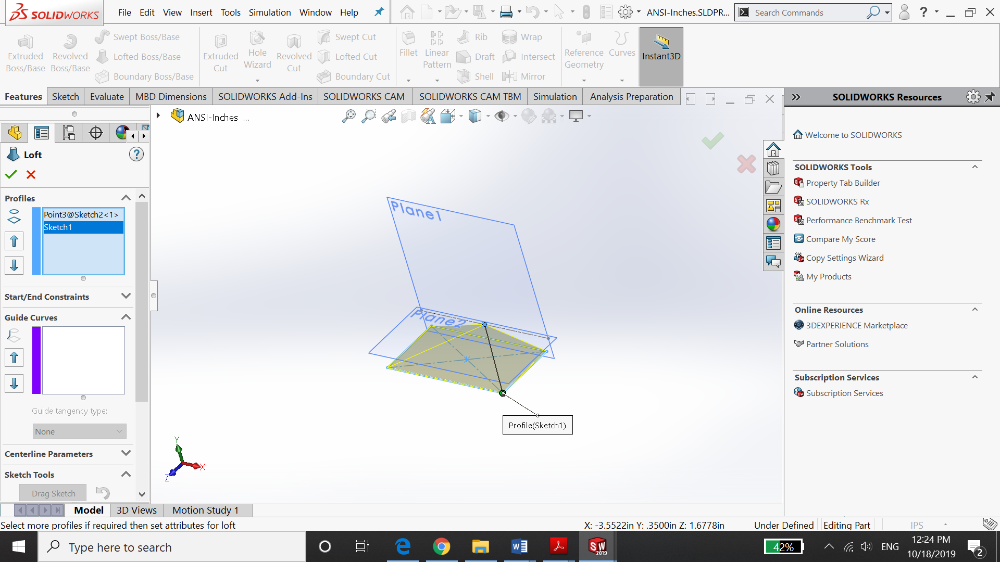 SOLIDWORKS
File Edit View Insert Tools Simulation Window Help
ANSI-Inches.SLDPR...
Search Commands
?
Extruded Boss/Base
Revolved Boss/Base
Swept Boss/Base
Lofted Boss/Base
Boundary Boss/Base
Extruded Cut
Hole Wizard
Revolved Cut
Swept Cut
Lofted Cut
Boundary Cut
Fillet
Linear Pattern
Rib
Draft
Shell
Wrap
Intersect
Mirror
Reference Geometry
Curves
Instant3D
Features Sketch Evaluate MBD Dimensions SOLIDWORKS Add-Ins SOLIDWORKS CAM SOLIDWORKS CAM TBM Simulation Analysis Preparation
ANSI-Inches ...
Loft
?
Profiles
Point3@Sketch2<1>
Sketch1
Start/End Constraints
Guide Curves
Guide tangency type:
None
Centerline Parameters
Sketch Tools
Drag Sketch
Plane1
Plane2
Profile(Sketch1)
Y
X
Z
SOLIDWORKS Resources
Welcome to SOLIDWORKS
SOLIDWORKS Tools
Property Tab Builder
SOLIDWORKS Rx
Performance Benchmark Test
Compare My Score
Copy Settings Wizard
My Products
Online Resources
3DEXPERIENCE Marketplace
Partner Solutions
Subscription Services
Subscription Services
Model 3D Views Motion Study 1
Select more profiles if required then set attributes for loft
X: -3.5522in Y: .3500in Z: 1.6778in
Under Defined
Editing Part
IPS
Type here to search
SW 2019
42%
ENG
12:24 PM
10/18/2019
2